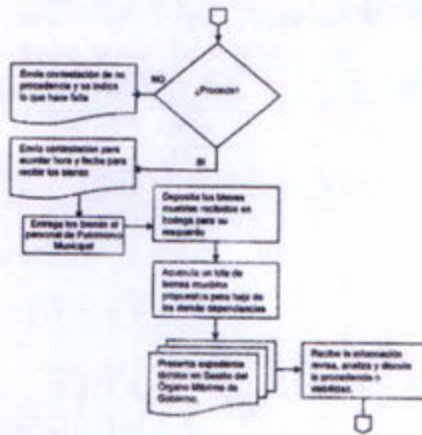 Envía contestación de no
procedencia y se indica
lo que hace falta
NO
¿Procede?
SI
Envía contestación para
acordar hora y fecha para
recibir los bienes
Entrega los bienes al
personal de Patrimonio
Municipal
Deposita los bienes
muebles recibidos en
bodega para su
resguardo
un lote de
bienes muebles
propuestos para baja de
las demás dependencias
Presenta expediente
técnico en Sesión del
Órgano Máximo de
Gobierno.
Recibe la información
revisa, analiza y
la procedencia o
viabilidad.